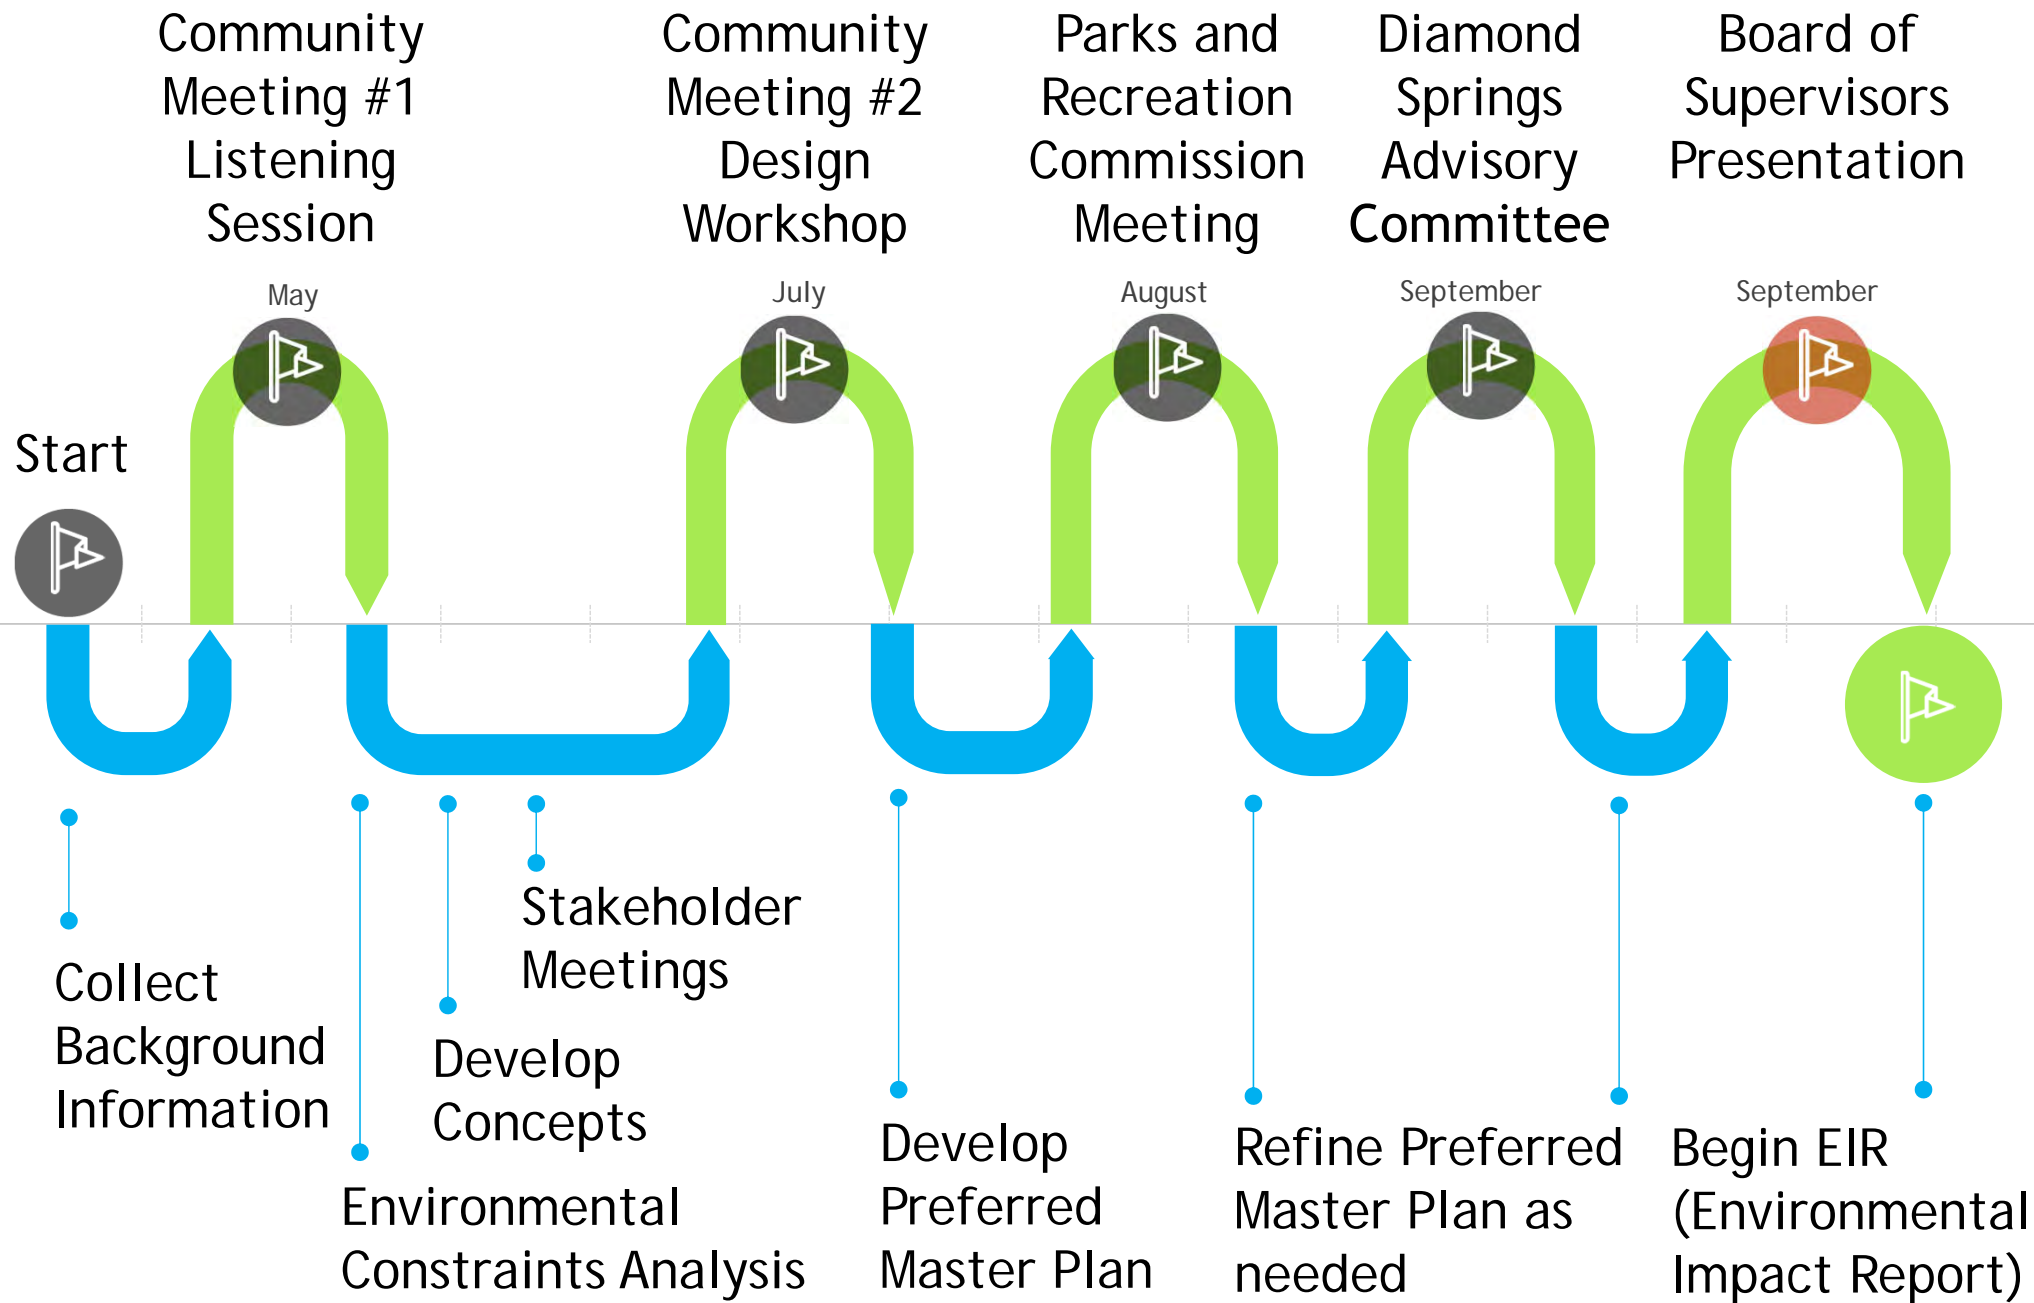 Community
Meeting #1
Listening
Session
May
Community
Meeting #2
Design
Workshop
July
Parks and
Recreation
Commission
Meeting
August
Diamond
Springs
Advisory
Committee
September
Board of
Supervisors
Presentation
September
Start
Collect
Background
Information
Environmental
Constraints Analysis
Develop
Concepts
Stakeholder
Meetings
Develop
Preferred
Master Plan
Refine Preferred
Master Plan as
needed
Begin EIR
(Environmental
Impact Report)